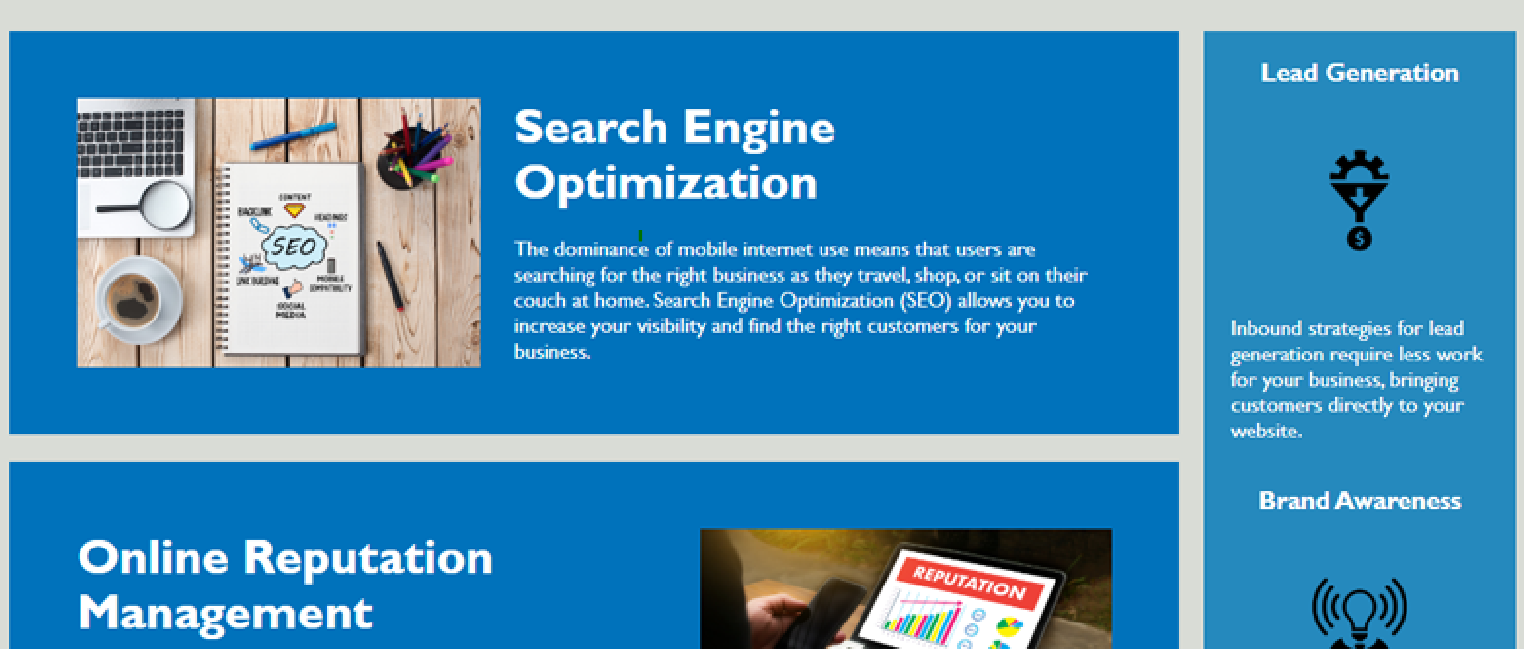 Search Engine
Optimization
The dominance of mobile internet use means that users are
searching for the right business as they travel, shop, or sit on their
couch at home. Search Engine Optimization (SEO) allows you to
increase your visibility and find the right customers for your
business.
CONTENT
BACKLINK
HEADINGS
SEO
LINK BUILDING
MOBILE
COMPATIBILITY
SOCIAL
MEDIA
Online Reputation
Management
REPUTATION
Lead Generation
$
Inbound strategies for lead
generation require less work
for your business, bringing
customers directly to your
website.
Brand Awareness